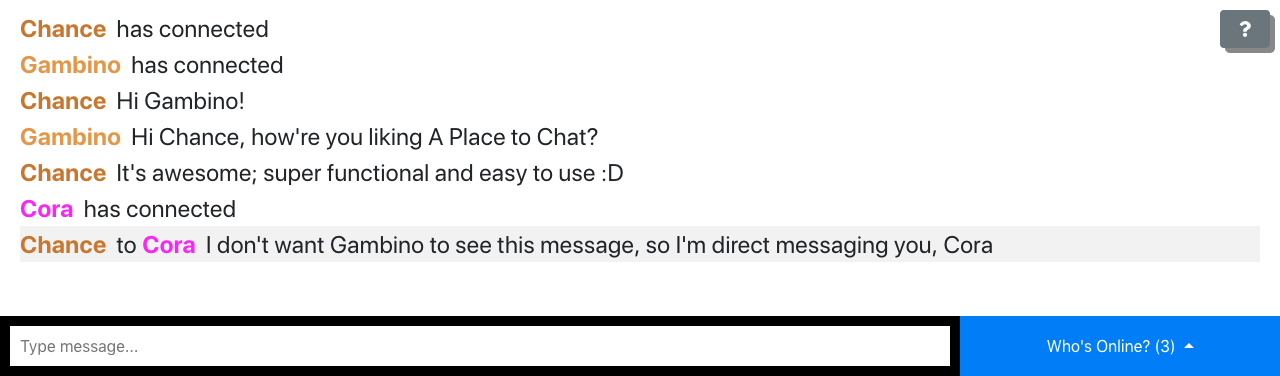 Chance has connected
?
Gambino has connected
Chance Hi Gambino!
Gambino Hi Chance, how're you liking A Place to Chat?
Chance It's awesome; super functional and easy to use :D
Cora has connected
Chance to Cora I don't want Gambino to see this message, so I'm direct messaging you, Cora
Type message...
Who's Online? (3)